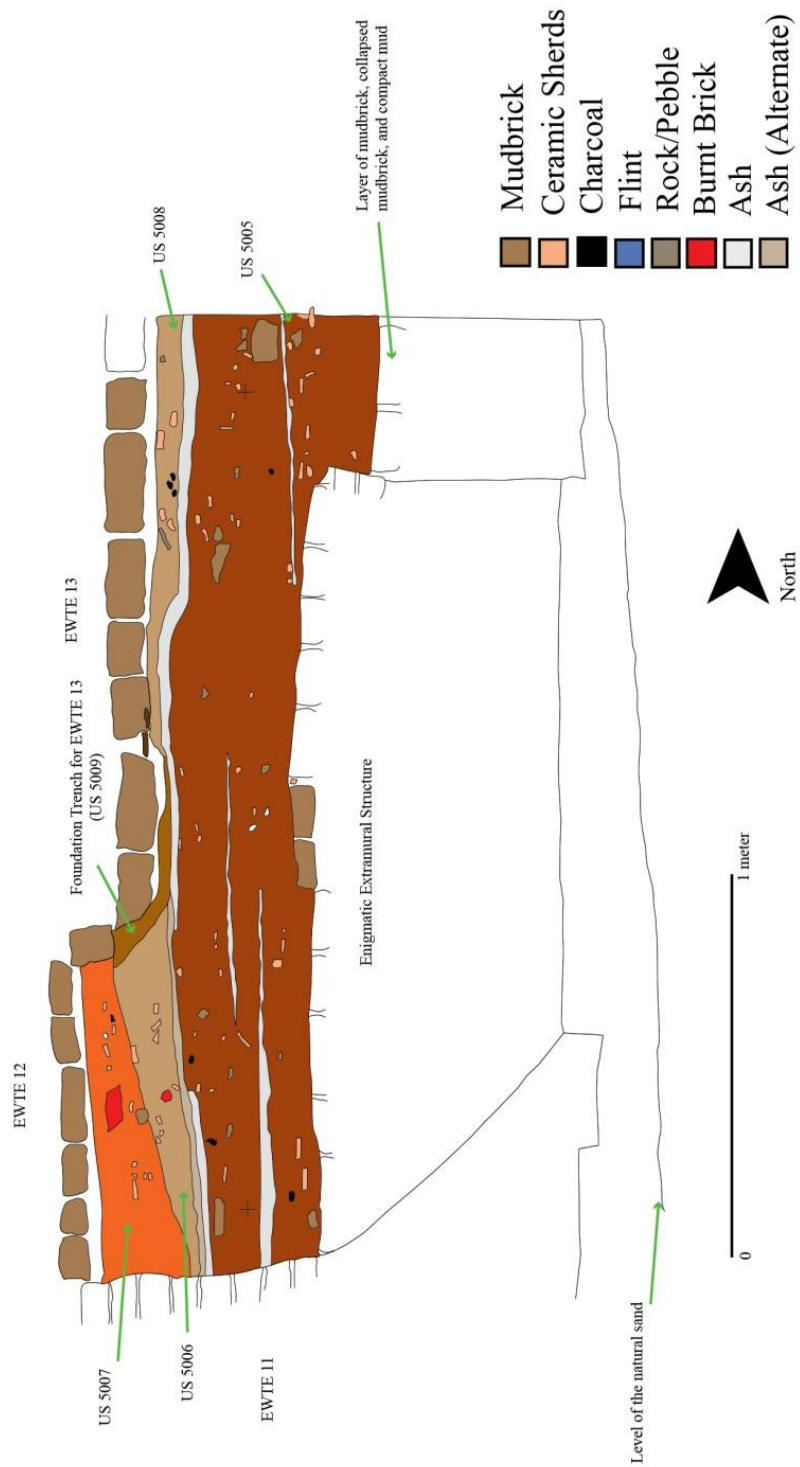 EWTE 12
EWTE 13
Foundation Trench for EWTE 13
(US 5009)
US 5008
US 5005
Layer of mudbrick, collapsed
mudbrick, and compact mud
US 5007
US 5006
EWTE 11
Enigmatic Extramural Structure
Level of the natural sand
0
1 meter
North
Mudbrick
Ceramic Sherds
Charcoal
Flint
Rock/Pebble
Burnt Brick
Ash
Ash (Alternate)